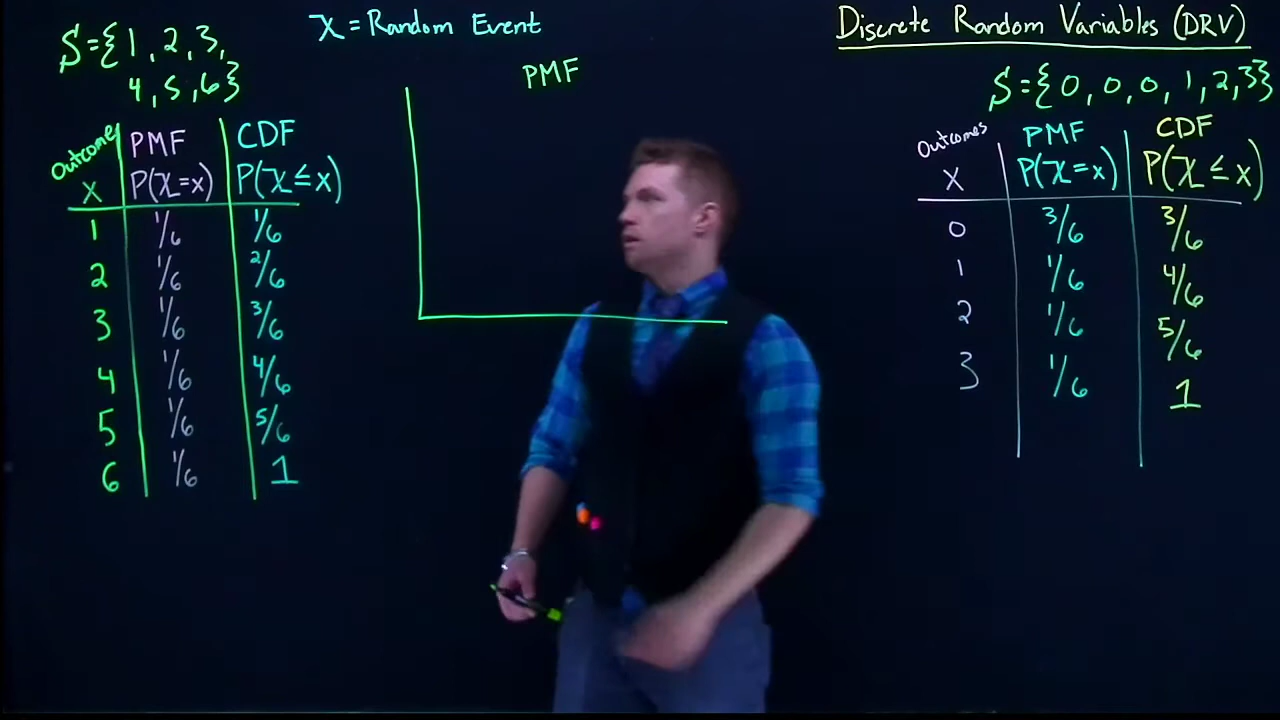 S={1, 2, 3,
4, 5, 6}
Outcome
x
PMF
P(X=x)
CDF
P(X≤x)
1 1/6 1/6
2 1/6 2/6
3 1/6 3/6
4 1/6 4/6
5 1/6 5/6
6 1/6 1
X = Random Event
PMF
Discrete Random Variables (DRV)
S={0, 0, 0, 1, 2, 3}
Outcomes
x
PMF
P(X=x)
CDF
P(X≤x)
0 3/6 3/6
1 1/6 4/6
2 1/6 5/6
3 1/6 1